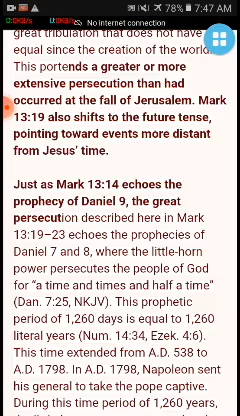 0:0KB/s U:0KB/s 78% 7:47 AM
No internet connection
great tribulation that does not have
equal since the creation of the world.
This portends a greater or more
extensive persecution than had
occurred at the fall of Jerusalem. Mark
13:19 also shifts to the future tense,
pointing toward events more distant
from Jesus’ time.
Just as Mark 13:14 echoes the
prophecy of Daniel 9, the great
persecution described here in Mark
13:19–23 echoes the prophecies of
Daniel 7 and 8, where the little-horn
power persecutes the people of God
for “a time and times and half a time”
(Dan. 7:25, NKJV). This prophetic
period of 1,260 days is equal to 1,260
literal years (Num. 14:34, Ezek. 4:6).
This time extended from A.D. 538 to
A.D. 1798. In A.D. 1798, Napoleon sent
his general to take the pope captive.
During this time period of 1,260 years,